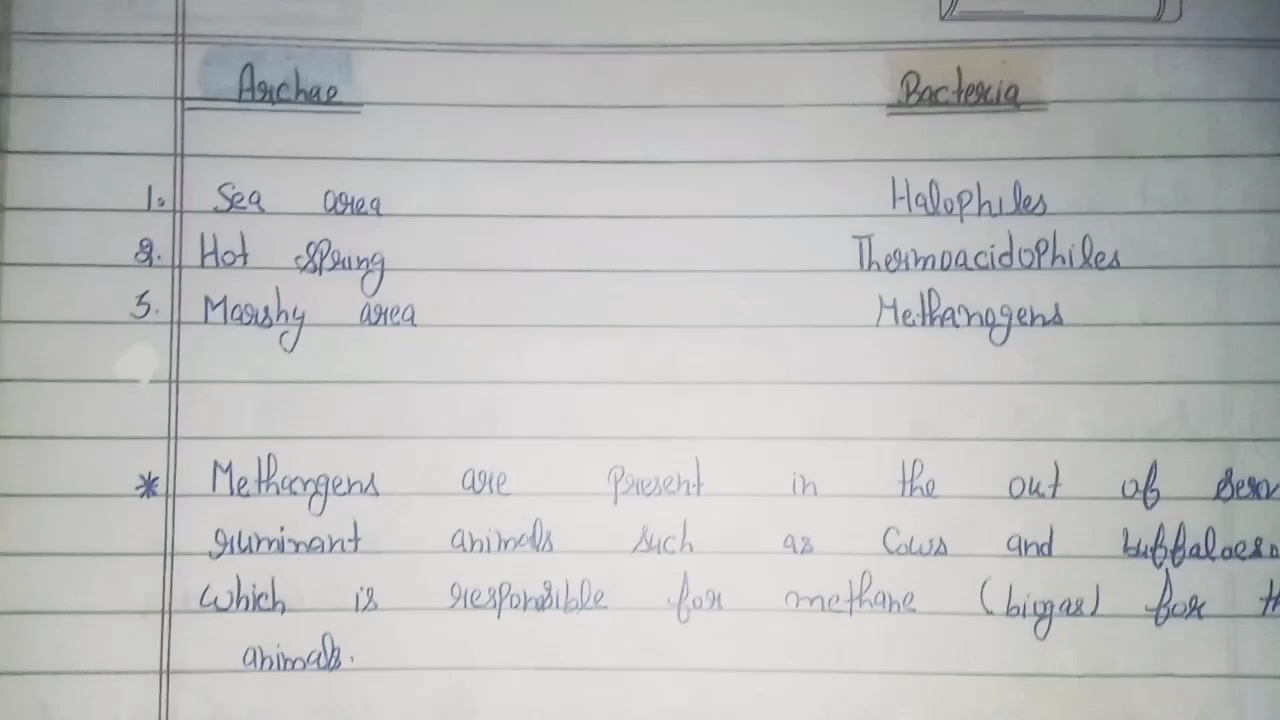 Archae Bacteria
1. Sea area Halophiles
2. Hot spring Thermoacidophiles
3. Marshy area Methanogens
* Methangens are present in the out of
ruminant animals such as Cows and buffaloes.
which is responsible for methane (biogas) for
animals.